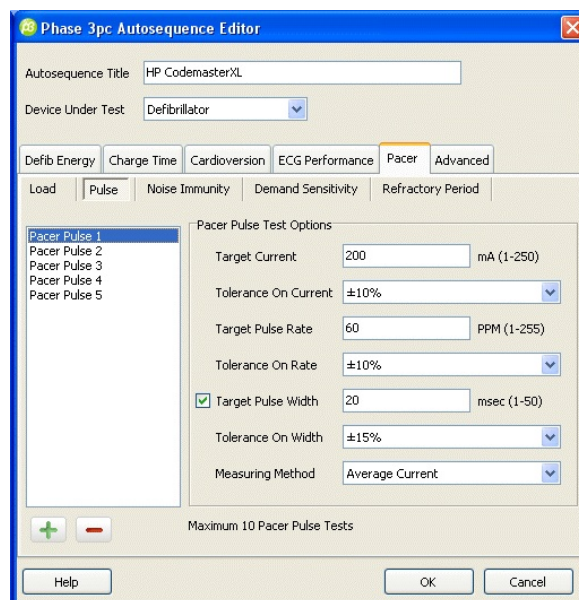 Phase 3pc Autosequence Editor
Autosequence Title HP CodemasterXL
Device Under Test Defibrillator
Defib Energy Charge Time Cardioversion ECG Performance Pacer Advanced
Load Pulse Noise Immunity Demand Sensitivity Refractory Period
Pacer Pulse 1
Pacer Pulse 2
Pacer Pulse 3
Pacer Pulse 4
Pacer Pulse 5
Pacer Pulse Test Options
Target Current 200 mA (1-250)
Tolerance On Current ±10%
Target Pulse Rate 60 PPM (1-255)
Tolerance On Rate ±10%
Target Pulse Width 20 msec (1-50)
Tolerance On Width ±15%
Measuring Method Average Current
Maximum 10 Pacer Pulse Tests
Help OK Cancel